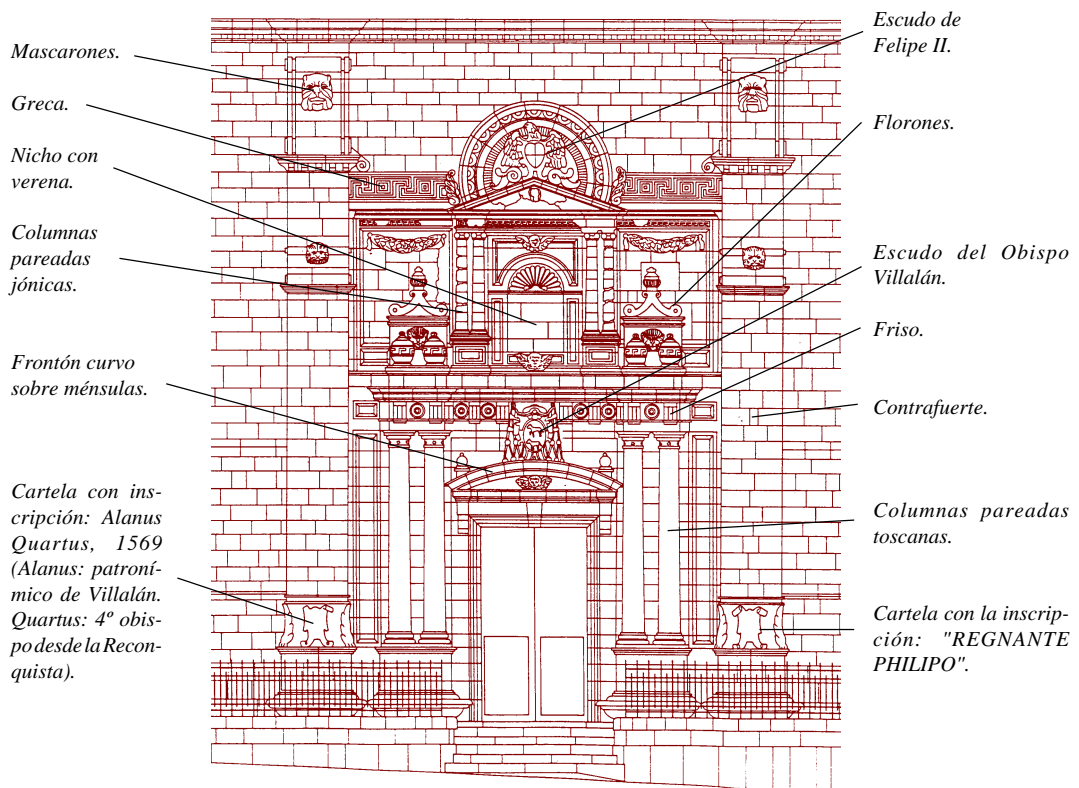 Mascarones.
Greca.
Nicho con
verena.
Columnas
pareadas
jónicas.
Frontón curvo
sobre ménsulas.
Cartela con ins-
cripción: Alanus
Quartus, 1569
(Alanus: patroní-
mico de Villalán.
Quartus: 4º obis-
po desde la Recon-
quista).
Escudo de
Felipe II.
Florones.
Escudo del Obispo
Villalán.
Friso.
Contrafuerte.
Columnas pareadas
toscanas.
Cartela con la inscrip-
ción: "REGNANTE
PHILIPO".